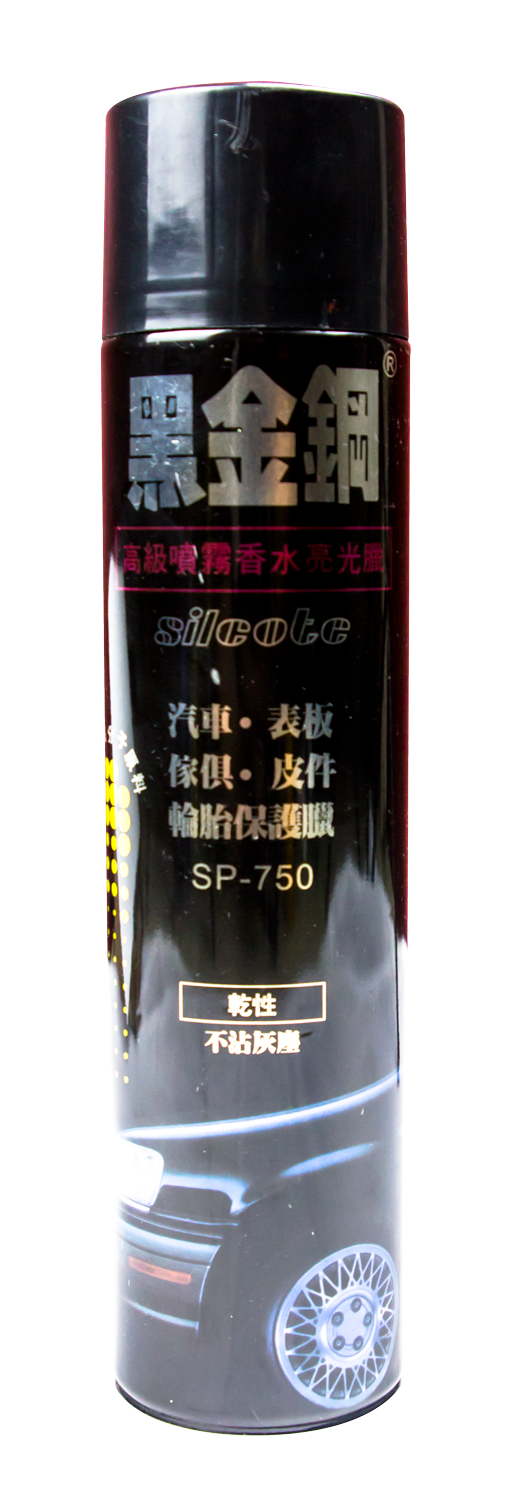 黑金鋼®
高級噴霧香水亮光臘
silcote
汽車・表板
傢俱・皮件
輪胎保護臘
SP-750
乾性
不沾灰塵